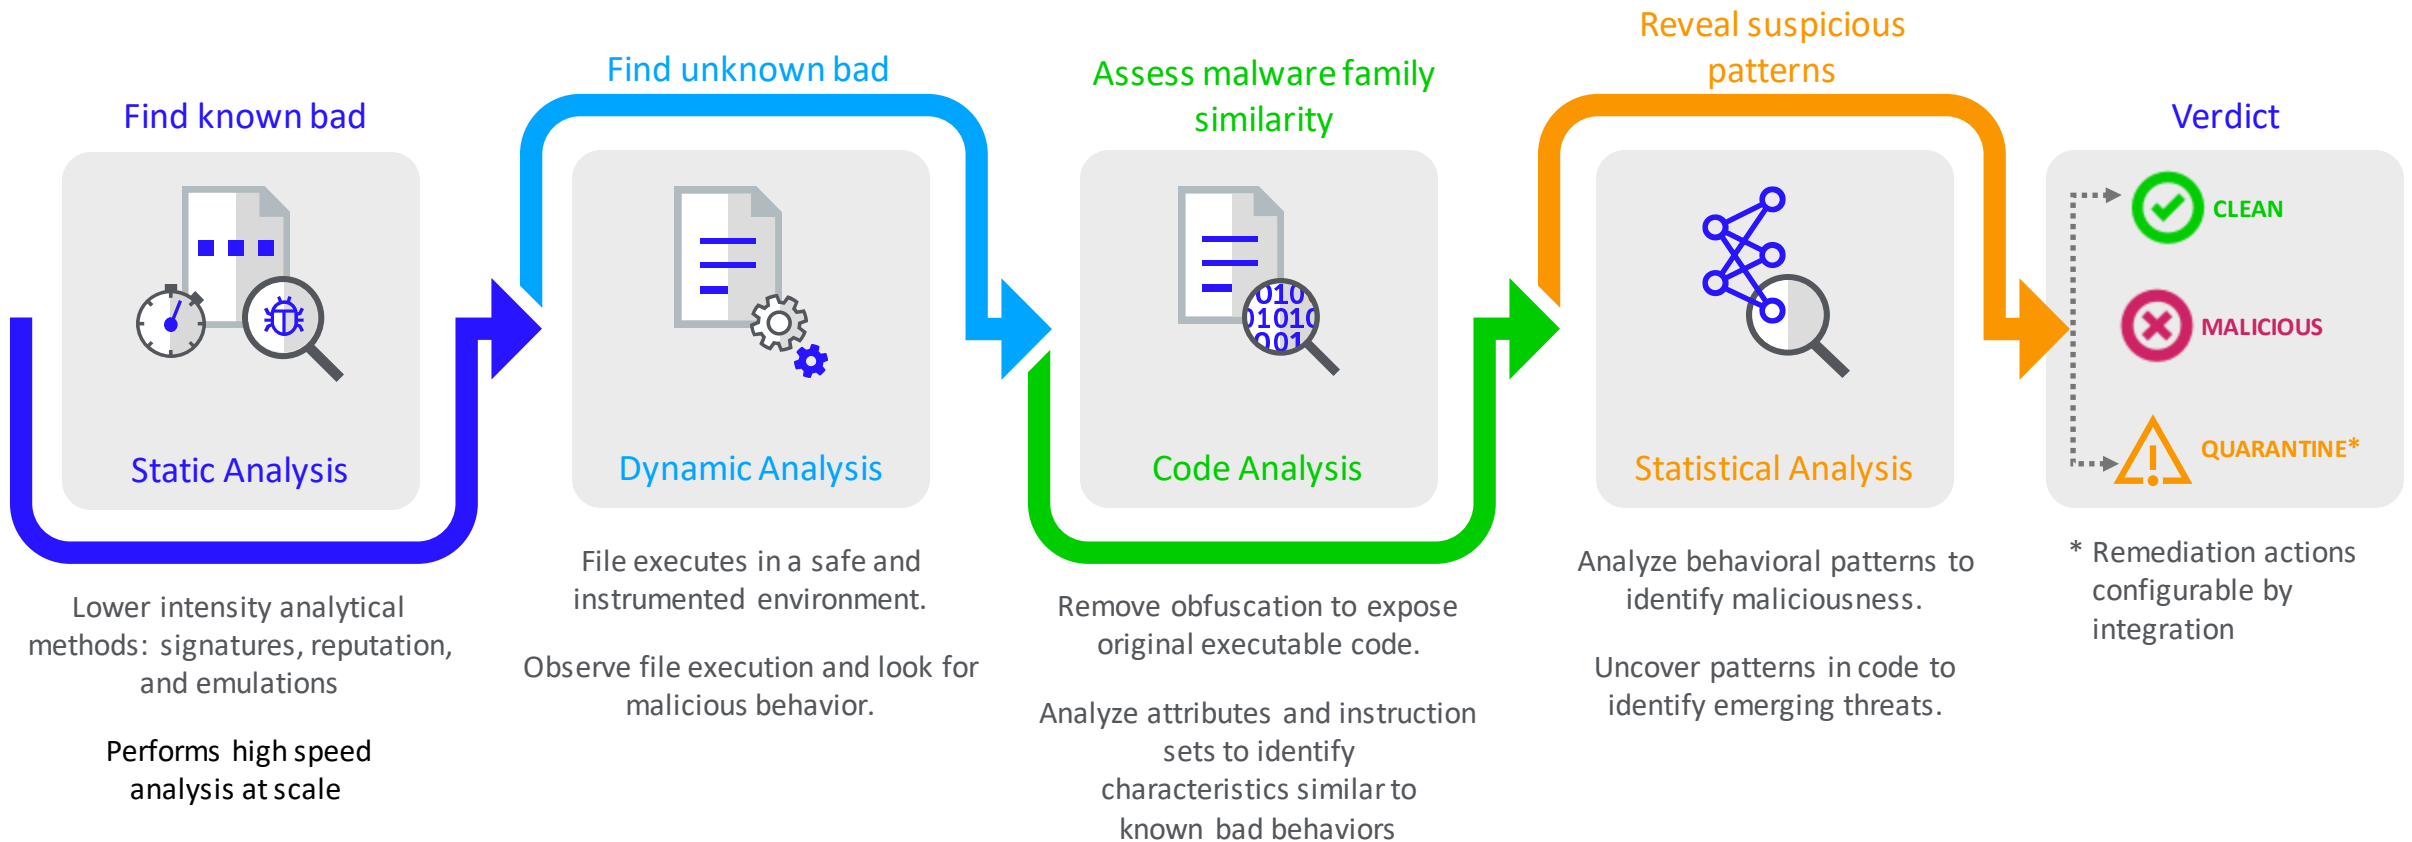 Find known bad
Static Analysis
Lower intensity analytical
methods: signatures, reputation,
and emulations
Performs high speed
analysis at scale
Find unknown bad
Dynamic Analysis
File executes in a safe and
instrumented environment.
Observe file execution and look for
malicious behavior.
Assess malware family
similarity
010
01010
001
Code Analysis
Remove obfuscation to expose
original executable code.
Analyze attributes and instruction
sets to identify
characteristics similar to
known bad behaviors
Reveal suspicious
patterns
Statistical Analysis
Analyze behavioral patterns to
identify maliciousness.
Uncover patterns in code to
identify emerging threats.
Verdict
CLEAN
MALICIOUS
QUARANTINE*
* Remediation actions
configurable by
integration